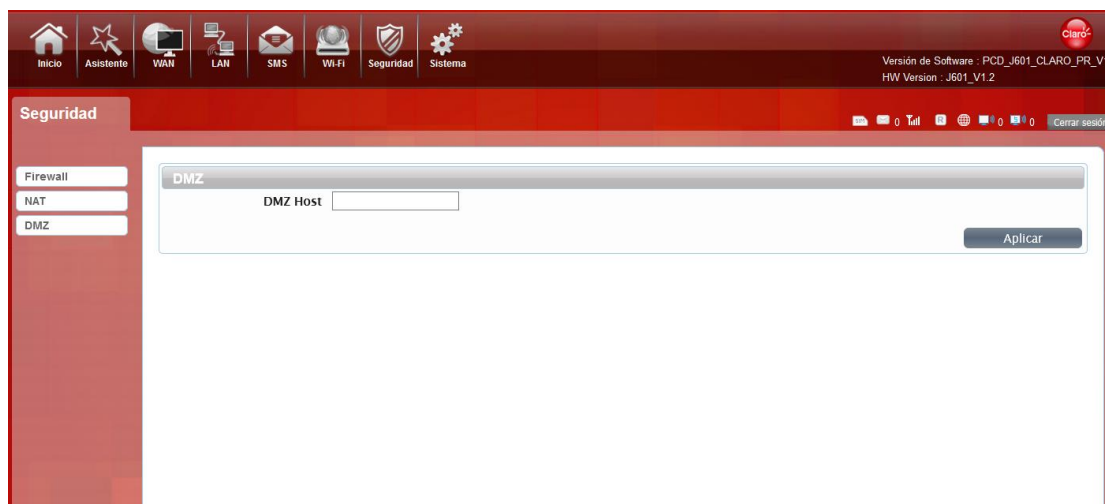 Inicio Asistente WAN LAN SMS Wi-Fi Seguridad Sistema
Claro
Versión de Software : PCD_J601_CLARO_PR_V
HW Version : J601_V1.2
Seguridad
sim 0 R 0 0 Cerrar sesión
Firewall
NAT
DMZ
DMZ
DMZ Host
Aplicar